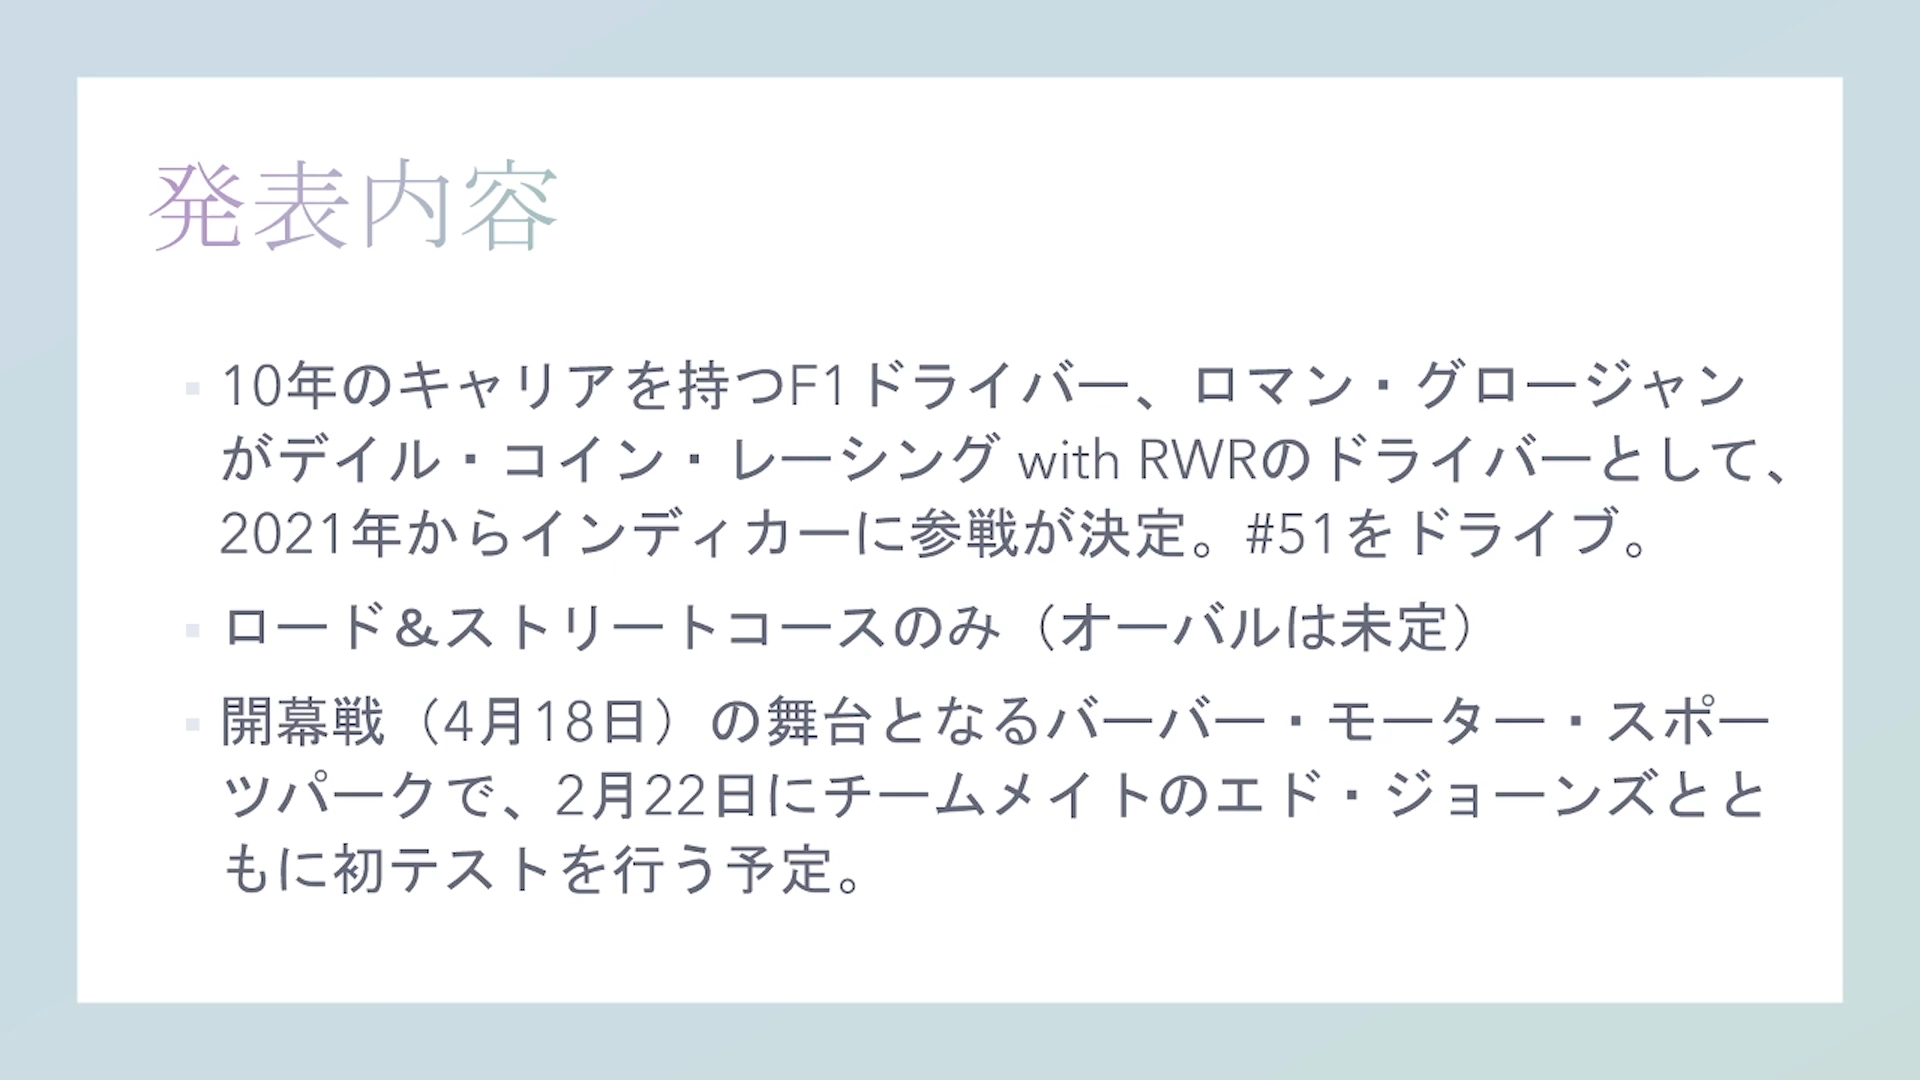 発表内容
10年のキャリアを持つF1ドライバー、ロマン・グロージャン
がデイル・コイン・レーシング with RWRのドライバーとして、
2021年からインディカーに参戦が決定。#51をドライブ。
ロード＆ストリートコースのみ（オーバルは未定）
開幕戦（4月18日）の舞台となるバーバー・モーター・スポー
ツパークで、2月22日にチームメイトのエド・ジョーンズとと
もに初テストを行う予定。